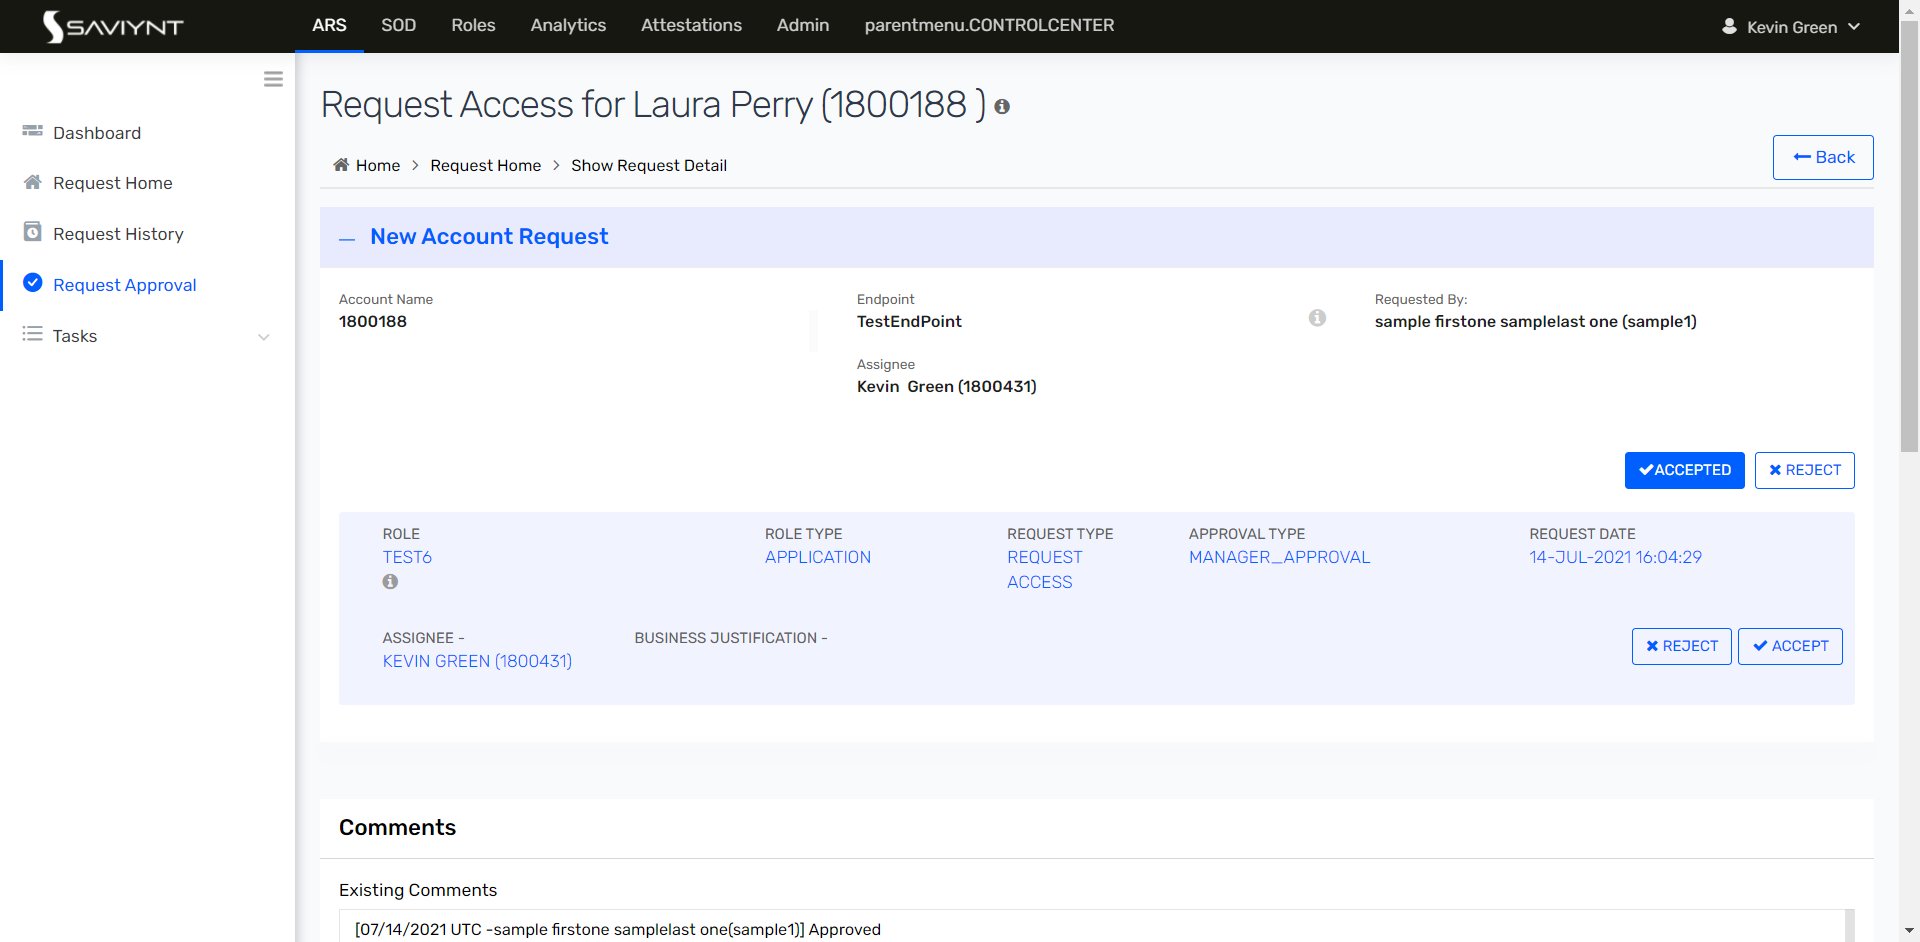 SAVIYNT
ARS SOD Roles Analytics Attestations Admin parentmenu.CONTROLCENTER Kevin Green
Dashboard
Request Home
Request History
Request Approval
Tasks
Request Access for Laura Perry (1800188 )
Home > Request Home > Show Request Detail
Back
New Account Request
Account Name
1800188
Endpoint
TestEndPoint
Requested By:
sample firstone samplelast one (sample1)
Assignee
Kevin Green (1800431)
ACCEPTED REJECT
ROLE ROLE TYPE REQUEST TYPE APPROVAL TYPE REQUEST DATE
TEST6 APPLICATION REQUEST MANAGER_APPROVAL 14-JUL-2021 16:04:29
ACCESS
ASSIGNEE - BUSINESS JUSTIFICATION -
KEVIN GREEN (1800431)
REJECT ACCEPT
Comments
Existing Comments
[07/14/2021 UTC -sample firstone samplelast one(sample1)] Approved